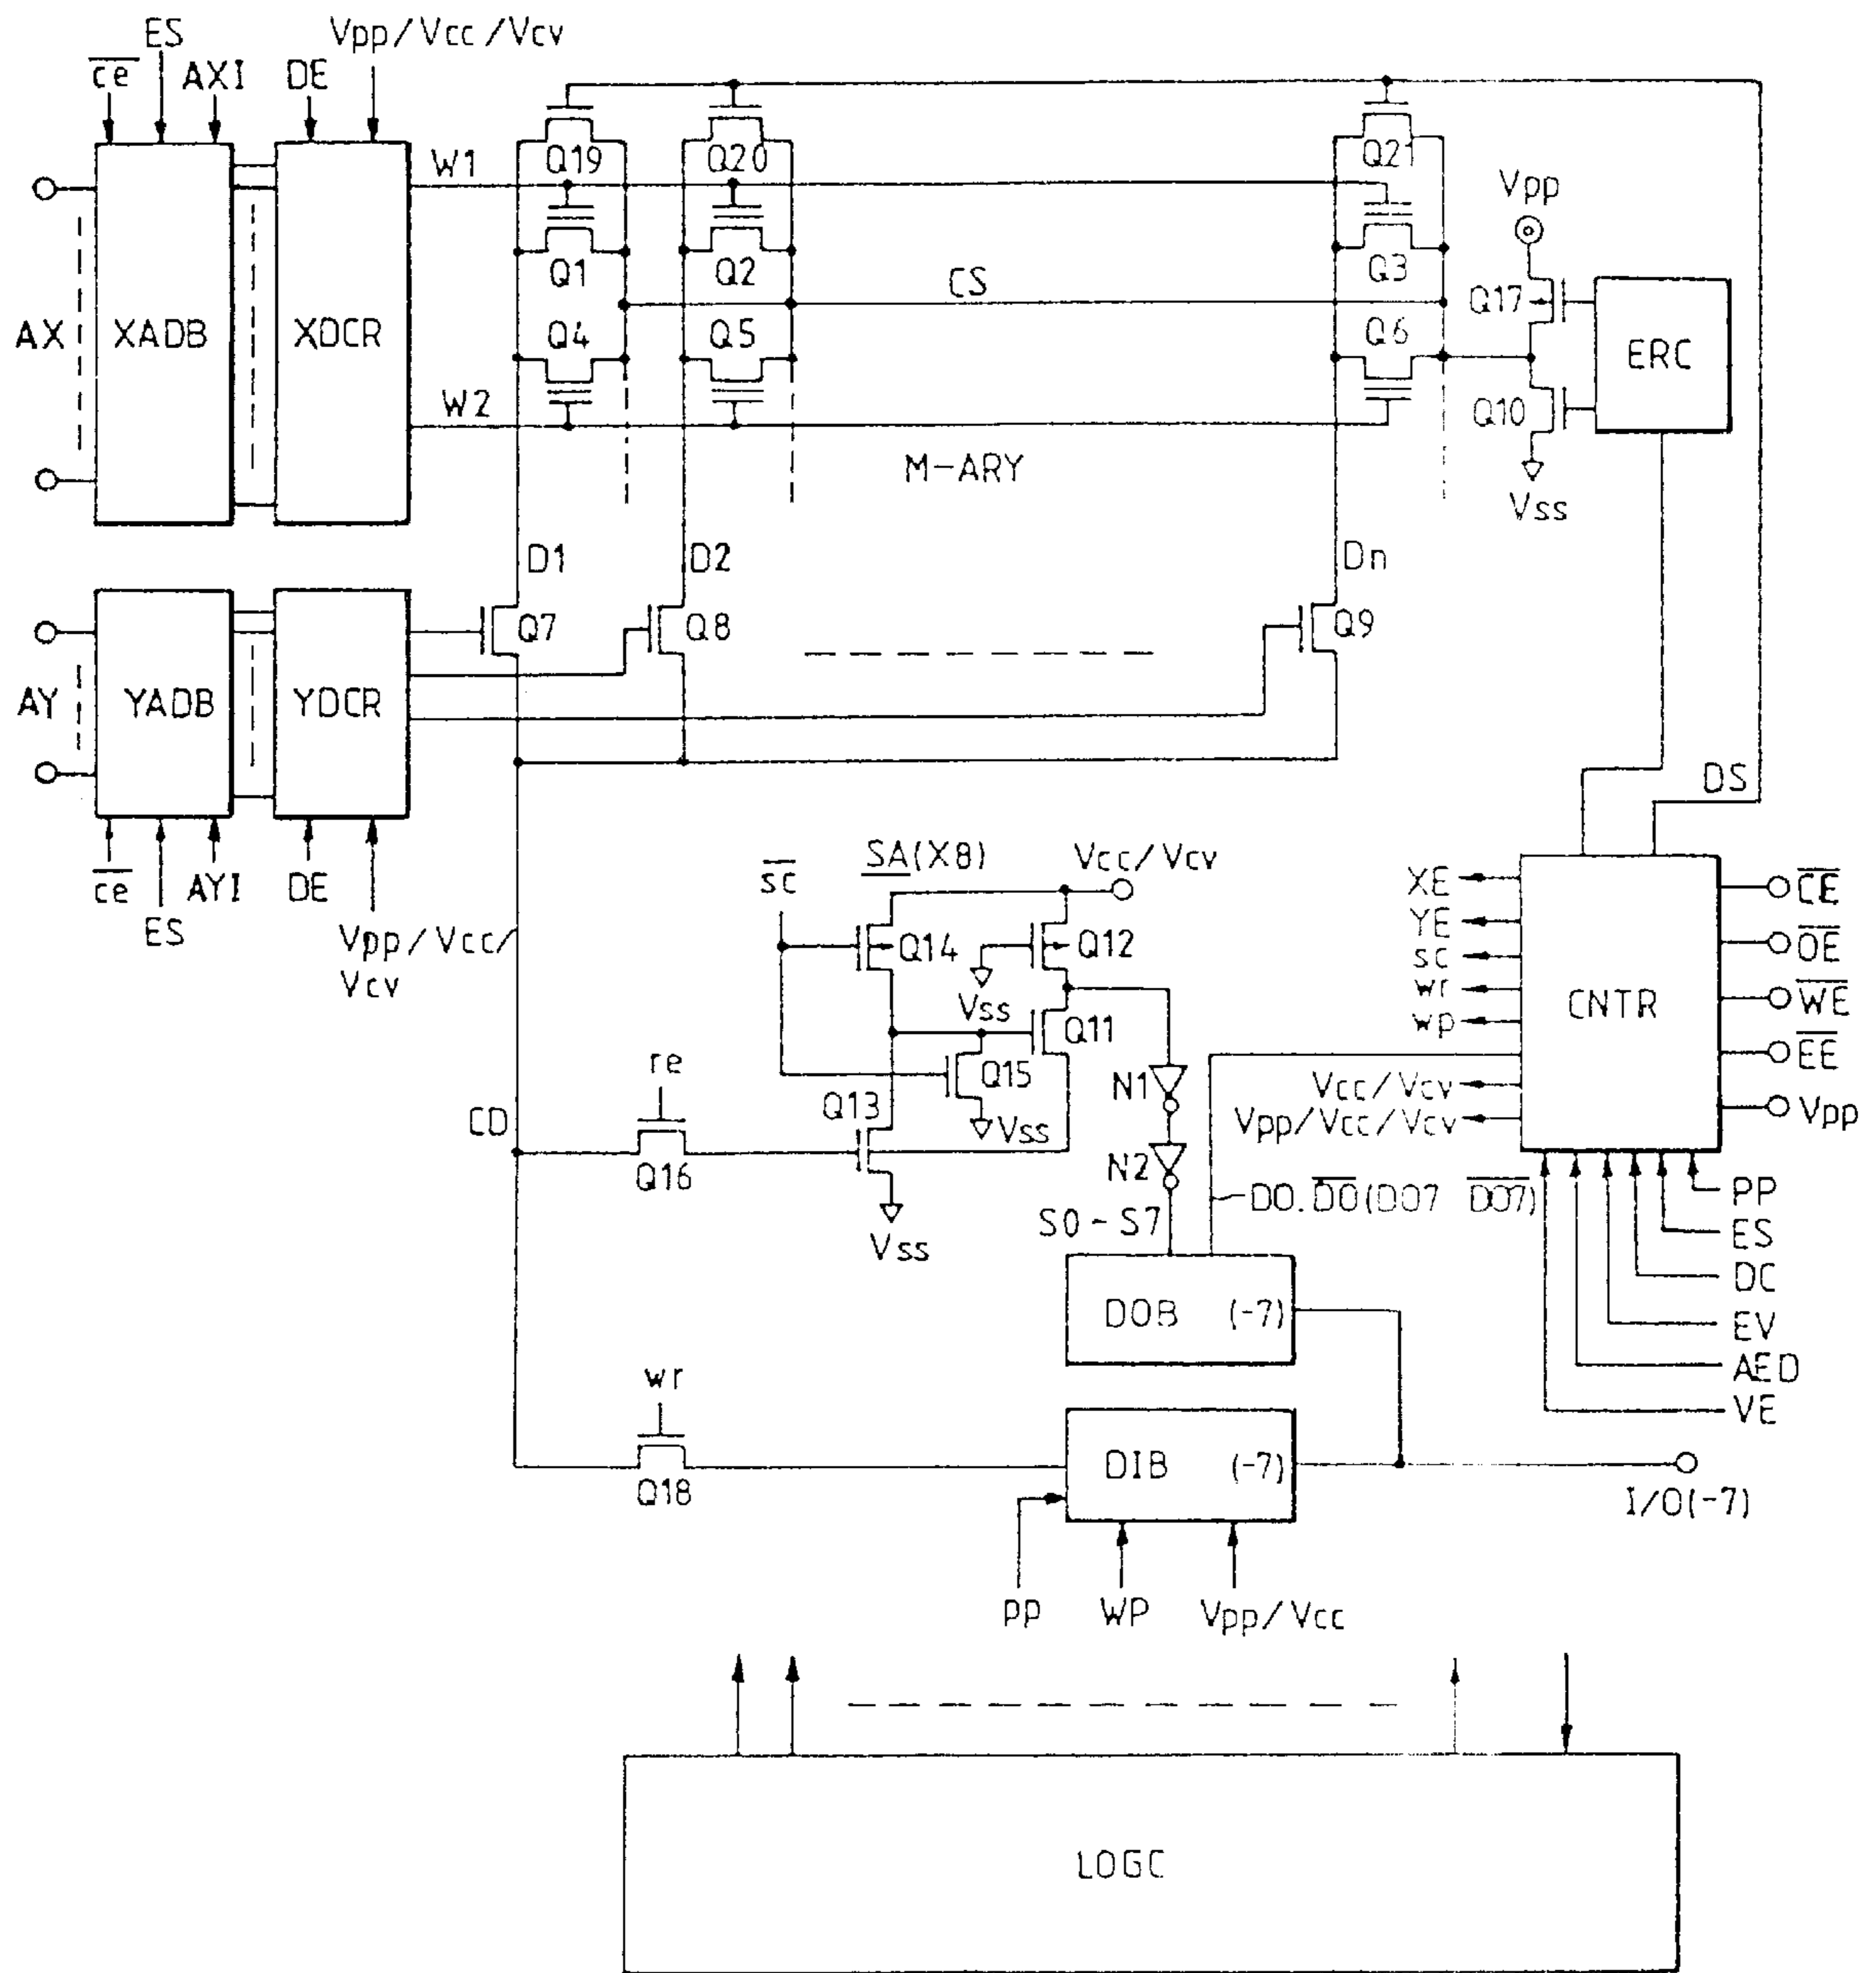 ES
Vpp/Vcc/Vcv
ce
AXI
DE
Q19
Q20
Q21
W1
Vpp
Q1
Q2
Q3
CS
Q17
AX
XADB
XDCR
Q4
Q5
Q6
ERC
W2
Q10
M-ARY
Vss
D1
D2
Dn
Q7
Q8
Q9
AY
YADB
YDCR
DS
ce
AYI
DE
ES
Vpp/Vcc/
Vcv
SA(X8)
Vcc/Vcv
sc
XE
CE
YE
Q14
Q12
sc
OE
Vss
wr
CNTR
WE
wp
Q11
re
Q15
N1
EE
Vcc/Vcv
CD
Q13
Vss
Vpp/Vcc/Vcv
Vpp
Q16
N2
PP
DO.DO(DO7 DO7)
S0-S7
ES
Vss
DC
DOB (-7)
EV
AED
wr
VE
DIB (-7)
Q18
I/O(-7)
pp
WP
Vpp/Vcc
LOGC